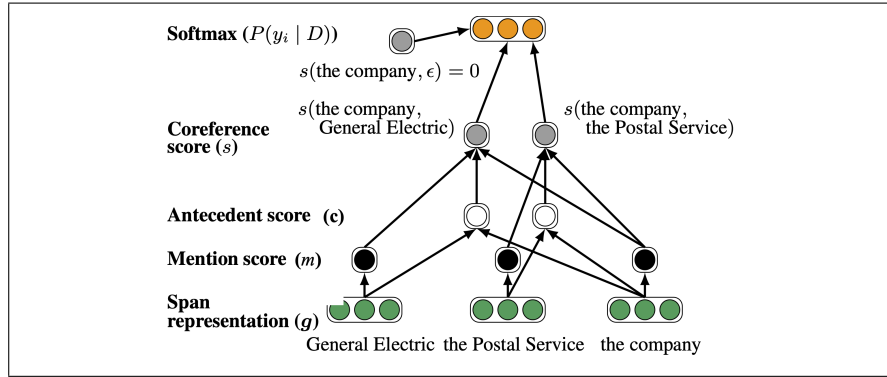 Softmax (P(y_i | D))
s(the company, ϵ) = 0
s(the company,
General Electric)
s(the company,
the Postal Service)
Coreference
score (s)
Antecedent score (c)
Mention score (m)
Span
representation (g)
General Electric the Postal Service the company